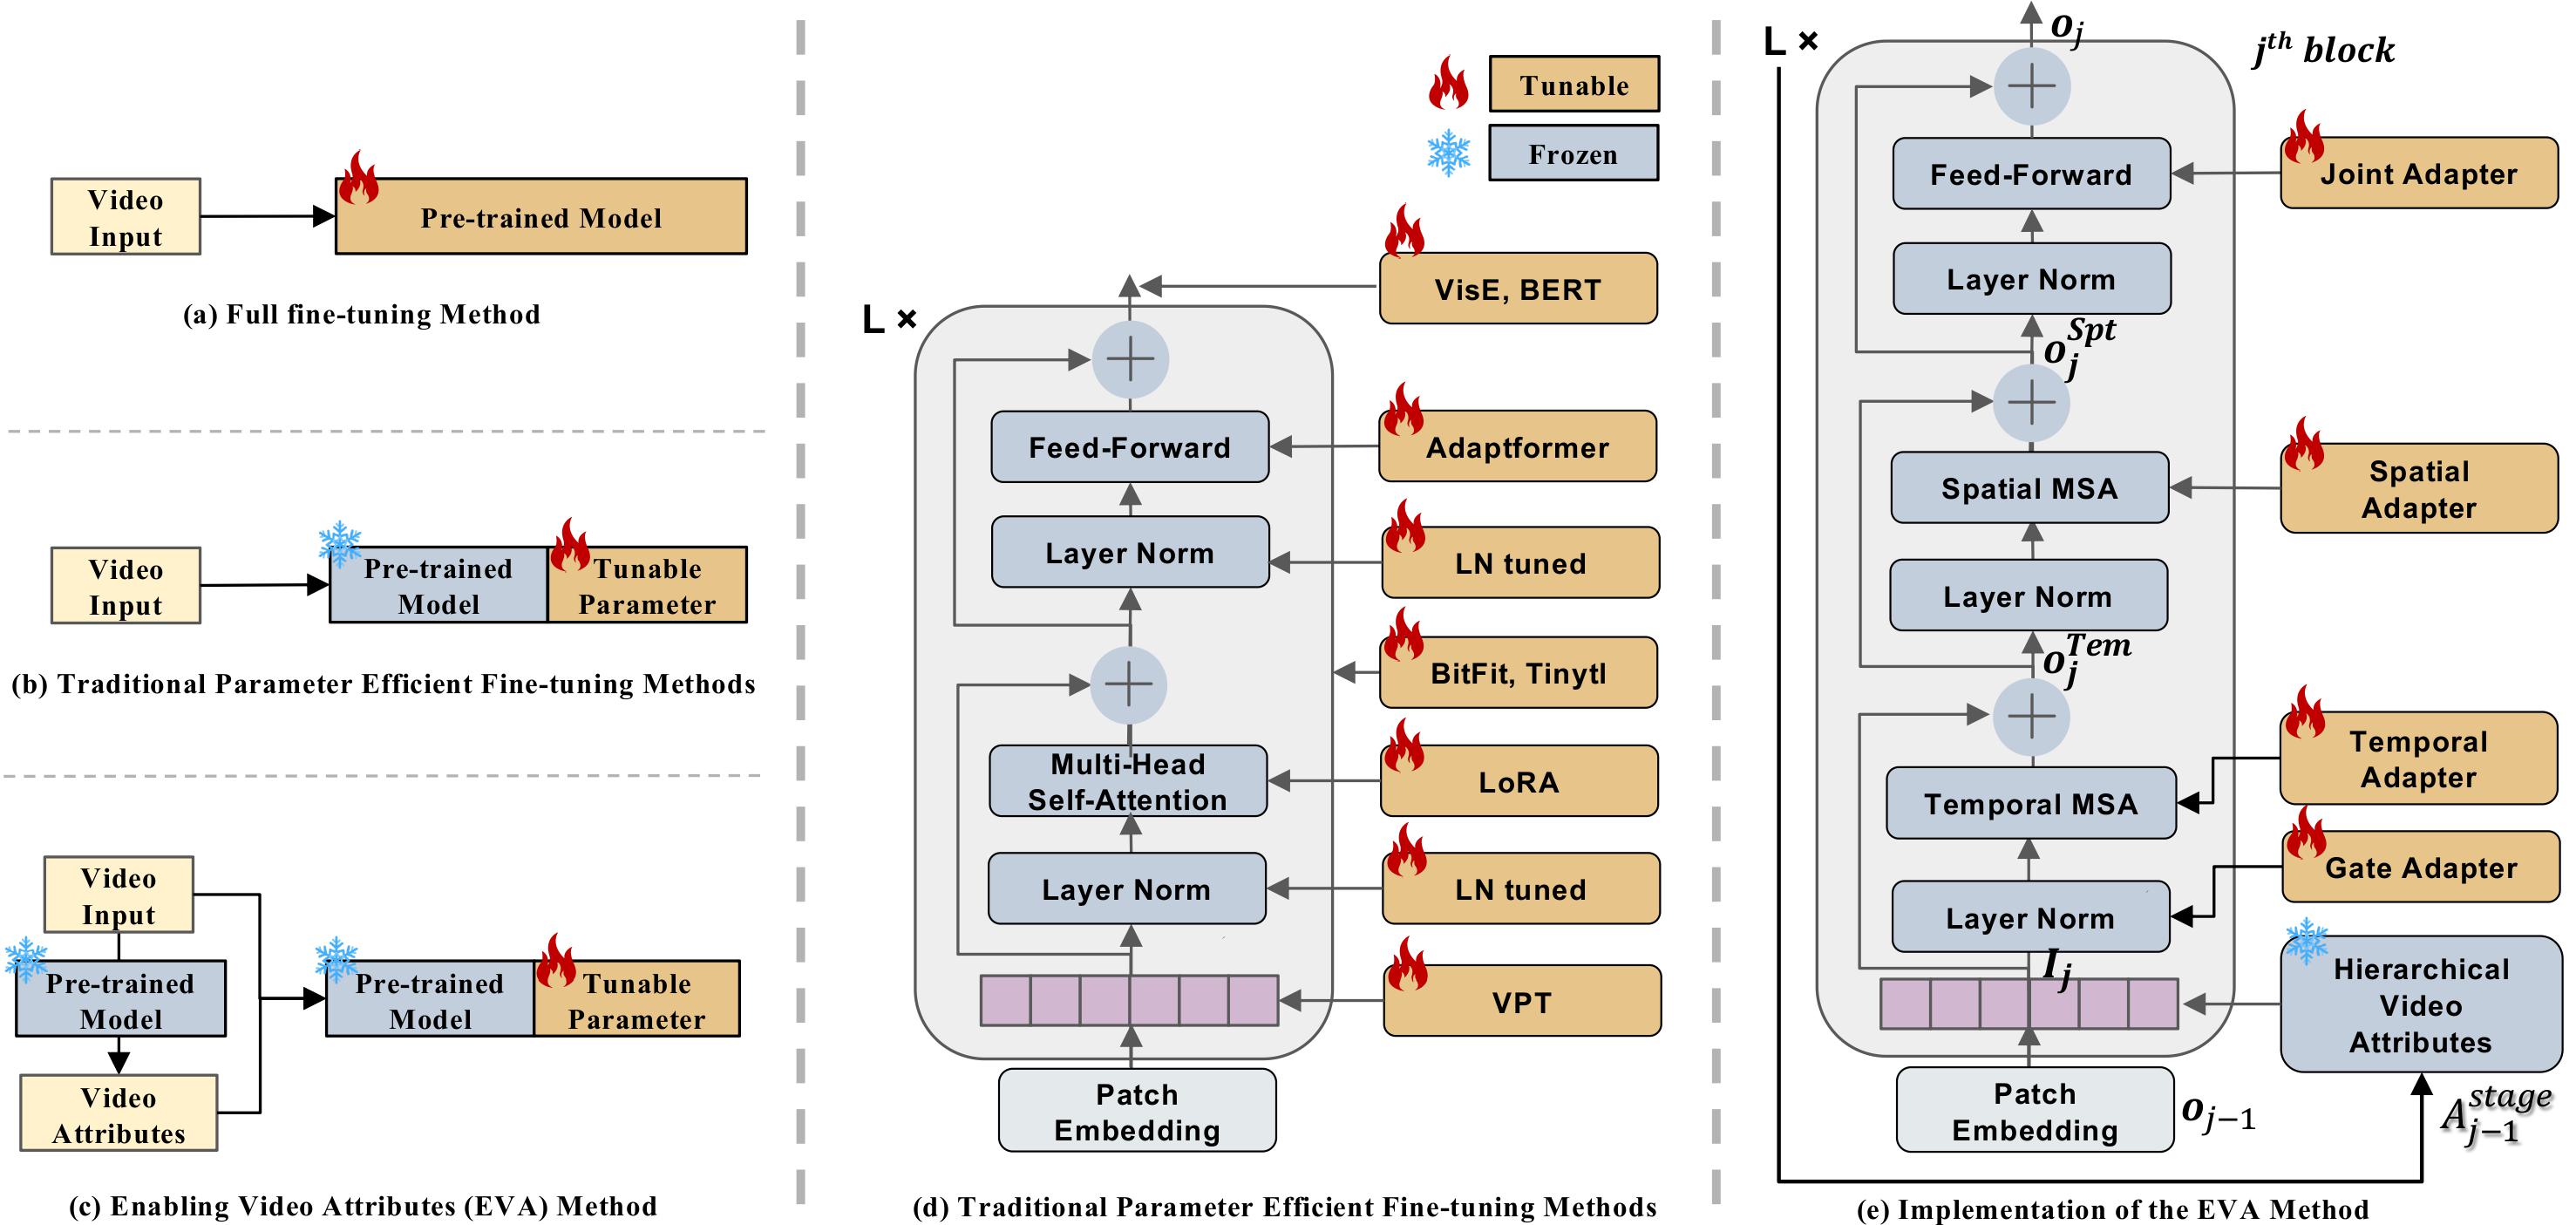 Video
Input
Pre-trained Model
(a) Full fine-tuning Method
Video
Input
Pre-trained
Model
Tunable
Parameter
(b) Traditional Parameter Efficient Fine-tuning Methods
Video
Input
Pre-trained
Model
Video
Attributes
Pre-trained
Model
Tunable
Parameter
(c) Enabling Video Attributes (EVA) Method
Tunable
Frozen
L ×
VisE, BERT
Feed-Forward
Adaptformer
Layer Norm
LN tuned
BitFit, Tinytl
Multi-Head
Self-Attention
LoRA
Layer Norm
LN tuned
VPT
Patch
Embedding
(d) Traditional Parameter Efficient Fine-tuning Methods
L ×
o_j
j^th block
Feed-Forward
Joint Adapter
Layer Norm
o_j^Spt
Spatial MSA
Spatial
Adapter
Layer Norm
o_j^Tem
Temporal MSA
Temporal
Adapter
Gate Adapter
Layer Norm
I_j
Hierarchical
Video
Attributes
Patch
Embedding
o_{j−1}
A_{j−1}^{stage}
(e) Implementation of the EVA Method